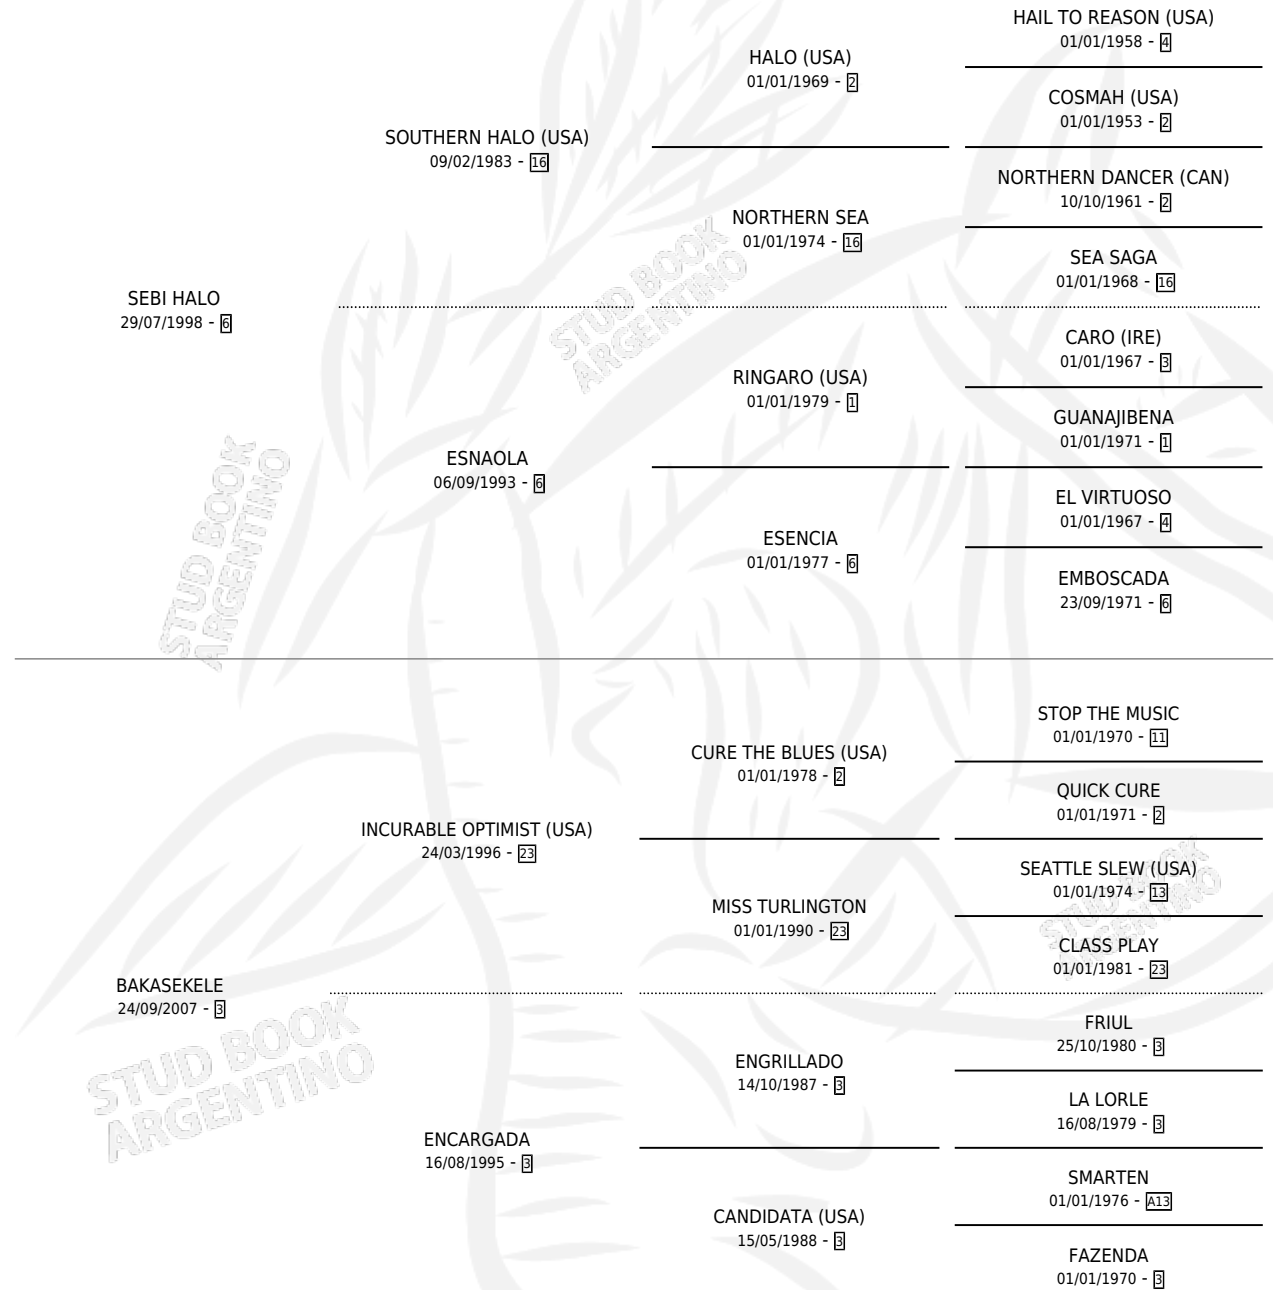 HAIL TO REASON (USA)
01/01/1958 - 4
HALO (USA)
01/01/1969 - 2
COSMAH (USA)
01/01/1953 - 2
SOUTHERN HALO (USA)
09/02/1983 - 16
NORTHERN DANCER (CAN)
10/10/1961 - 2
NORTHERN SEA
01/01/1974 - 16
SEA SAGA
01/01/1968 - 16
SEBI HALO
29/07/1998 - 6
STUD BOOK
ARGENTINO
CARO (IRE)
01/01/1967 - 3
RINGARO (USA)
01/01/1979 - 1
GUANAJIBENA
01/01/1971 - 1
ESNAOLA
06/09/1993 - 6
EL VIRTUOSO
01/01/1967 - 4
ESENCIA
01/01/1977 - 6
EMBOSCADA
23/09/1971 - 6
STUD BOOK
ARGENTINO
STOP THE MUSIC
01/01/1970 - 11
CURE THE BLUES (USA)
01/01/1978 - 2
QUICK CURE
01/01/1971 - 2
INCURABLE OPTIMIST (USA)
24/03/1996 - 23
SEATTLE SLEW (USA)
01/01/1974 - 13
MISS TURLINGTON
01/01/1990 - 23
CLASS PLAY
01/01/1981 - 23
STUD BOOK
ARGENTINO
BAKASEKELE
24/09/2007 - 3
FRIUL
25/10/1980 - 3
ENGRILLADO
14/10/1987 - 3
LA LORLE
16/08/1979 - 3
STUD BOOK
ARGENTINO
ENCARGADA
16/08/1995 - 3
SMARTEN
01/01/1976 - A13
CANDIDATA (USA)
15/05/1988 - 3
FAZENDA
01/01/1970 - 3